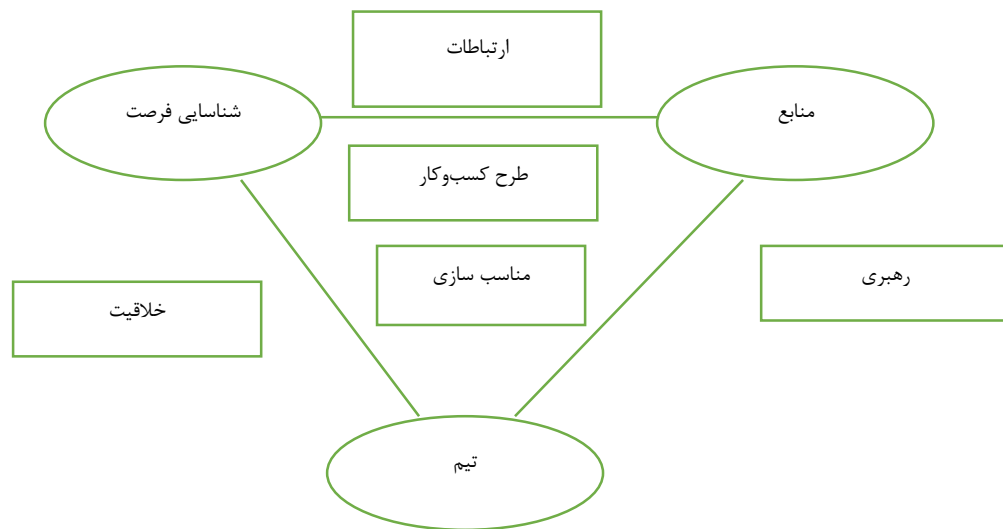 ارتباطات
منابع
شناسایی فرصت
طرح کسب‌وکار
مناسب سازی
رهبری
خلاقیت
تیم